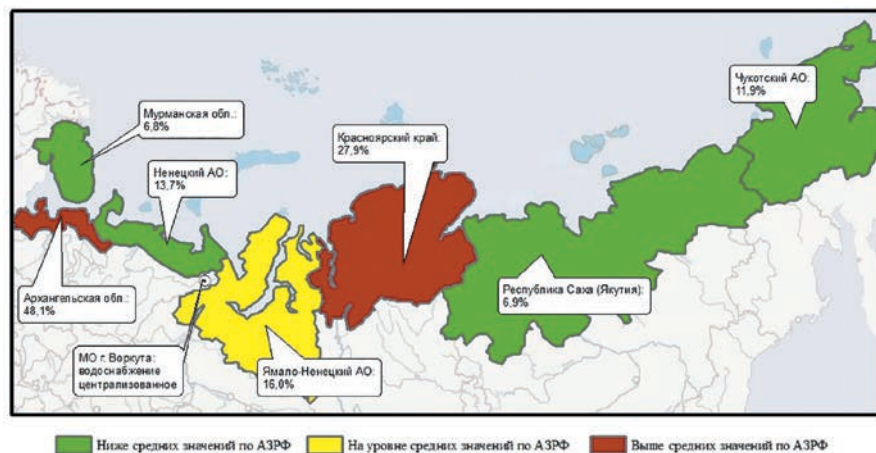 Мурманская обл.:
6,8%
Ненецкий АО:
13,7%
Красноярский край:
27,9%
Чукотский АО:
11,9%
Архангельская обл.:
48,1%
МО г. Воркута:
водоснабжение
централизованное
Ямало-Ненецкий АО:
16,0%
Республика Саха (Якутия):
6,9%
Ниже средних значений по АЗРФ
На уровне средних значений по АЗРФ
Выше средних значений по АЗРФ